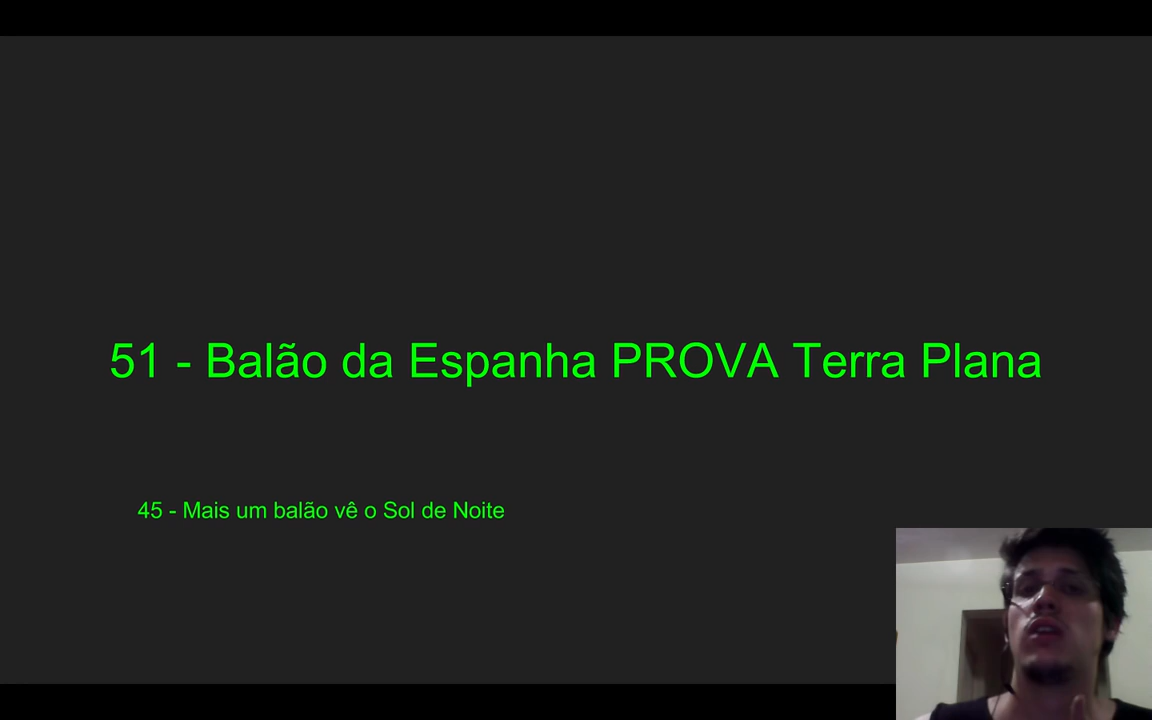 51 - Balão da Espanha PROVA Terra Plana
45 - Mais um balão vê o Sol de Noite